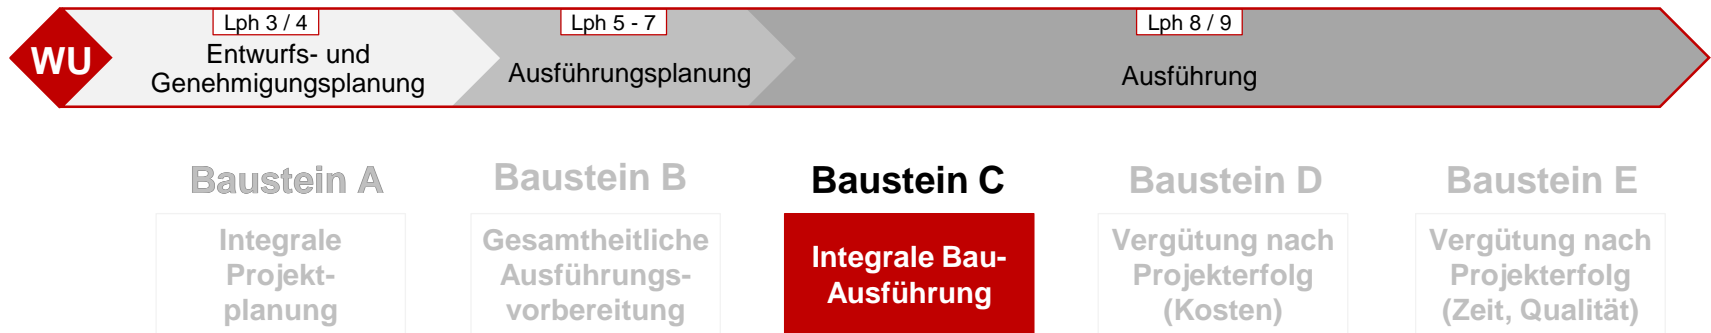 WU
Lph 3 / 4
Entwurfs- und
Genehmigungsplanung
Lph 5 - 7
Ausführungsplanung
Lph 8 / 9
Ausführung
Baustein A
Integrale
Projekt-
planung
Baustein B
Gesamtheitliche
Ausführungs-
vorbereitung
Baustein C
Integrale Bau-
Ausführung
Baustein D
Vergütung nach
Projekterfolg
(Kosten)
Baustein E
Vergütung nach
Projekterfolg
(Zeit, Qualität)